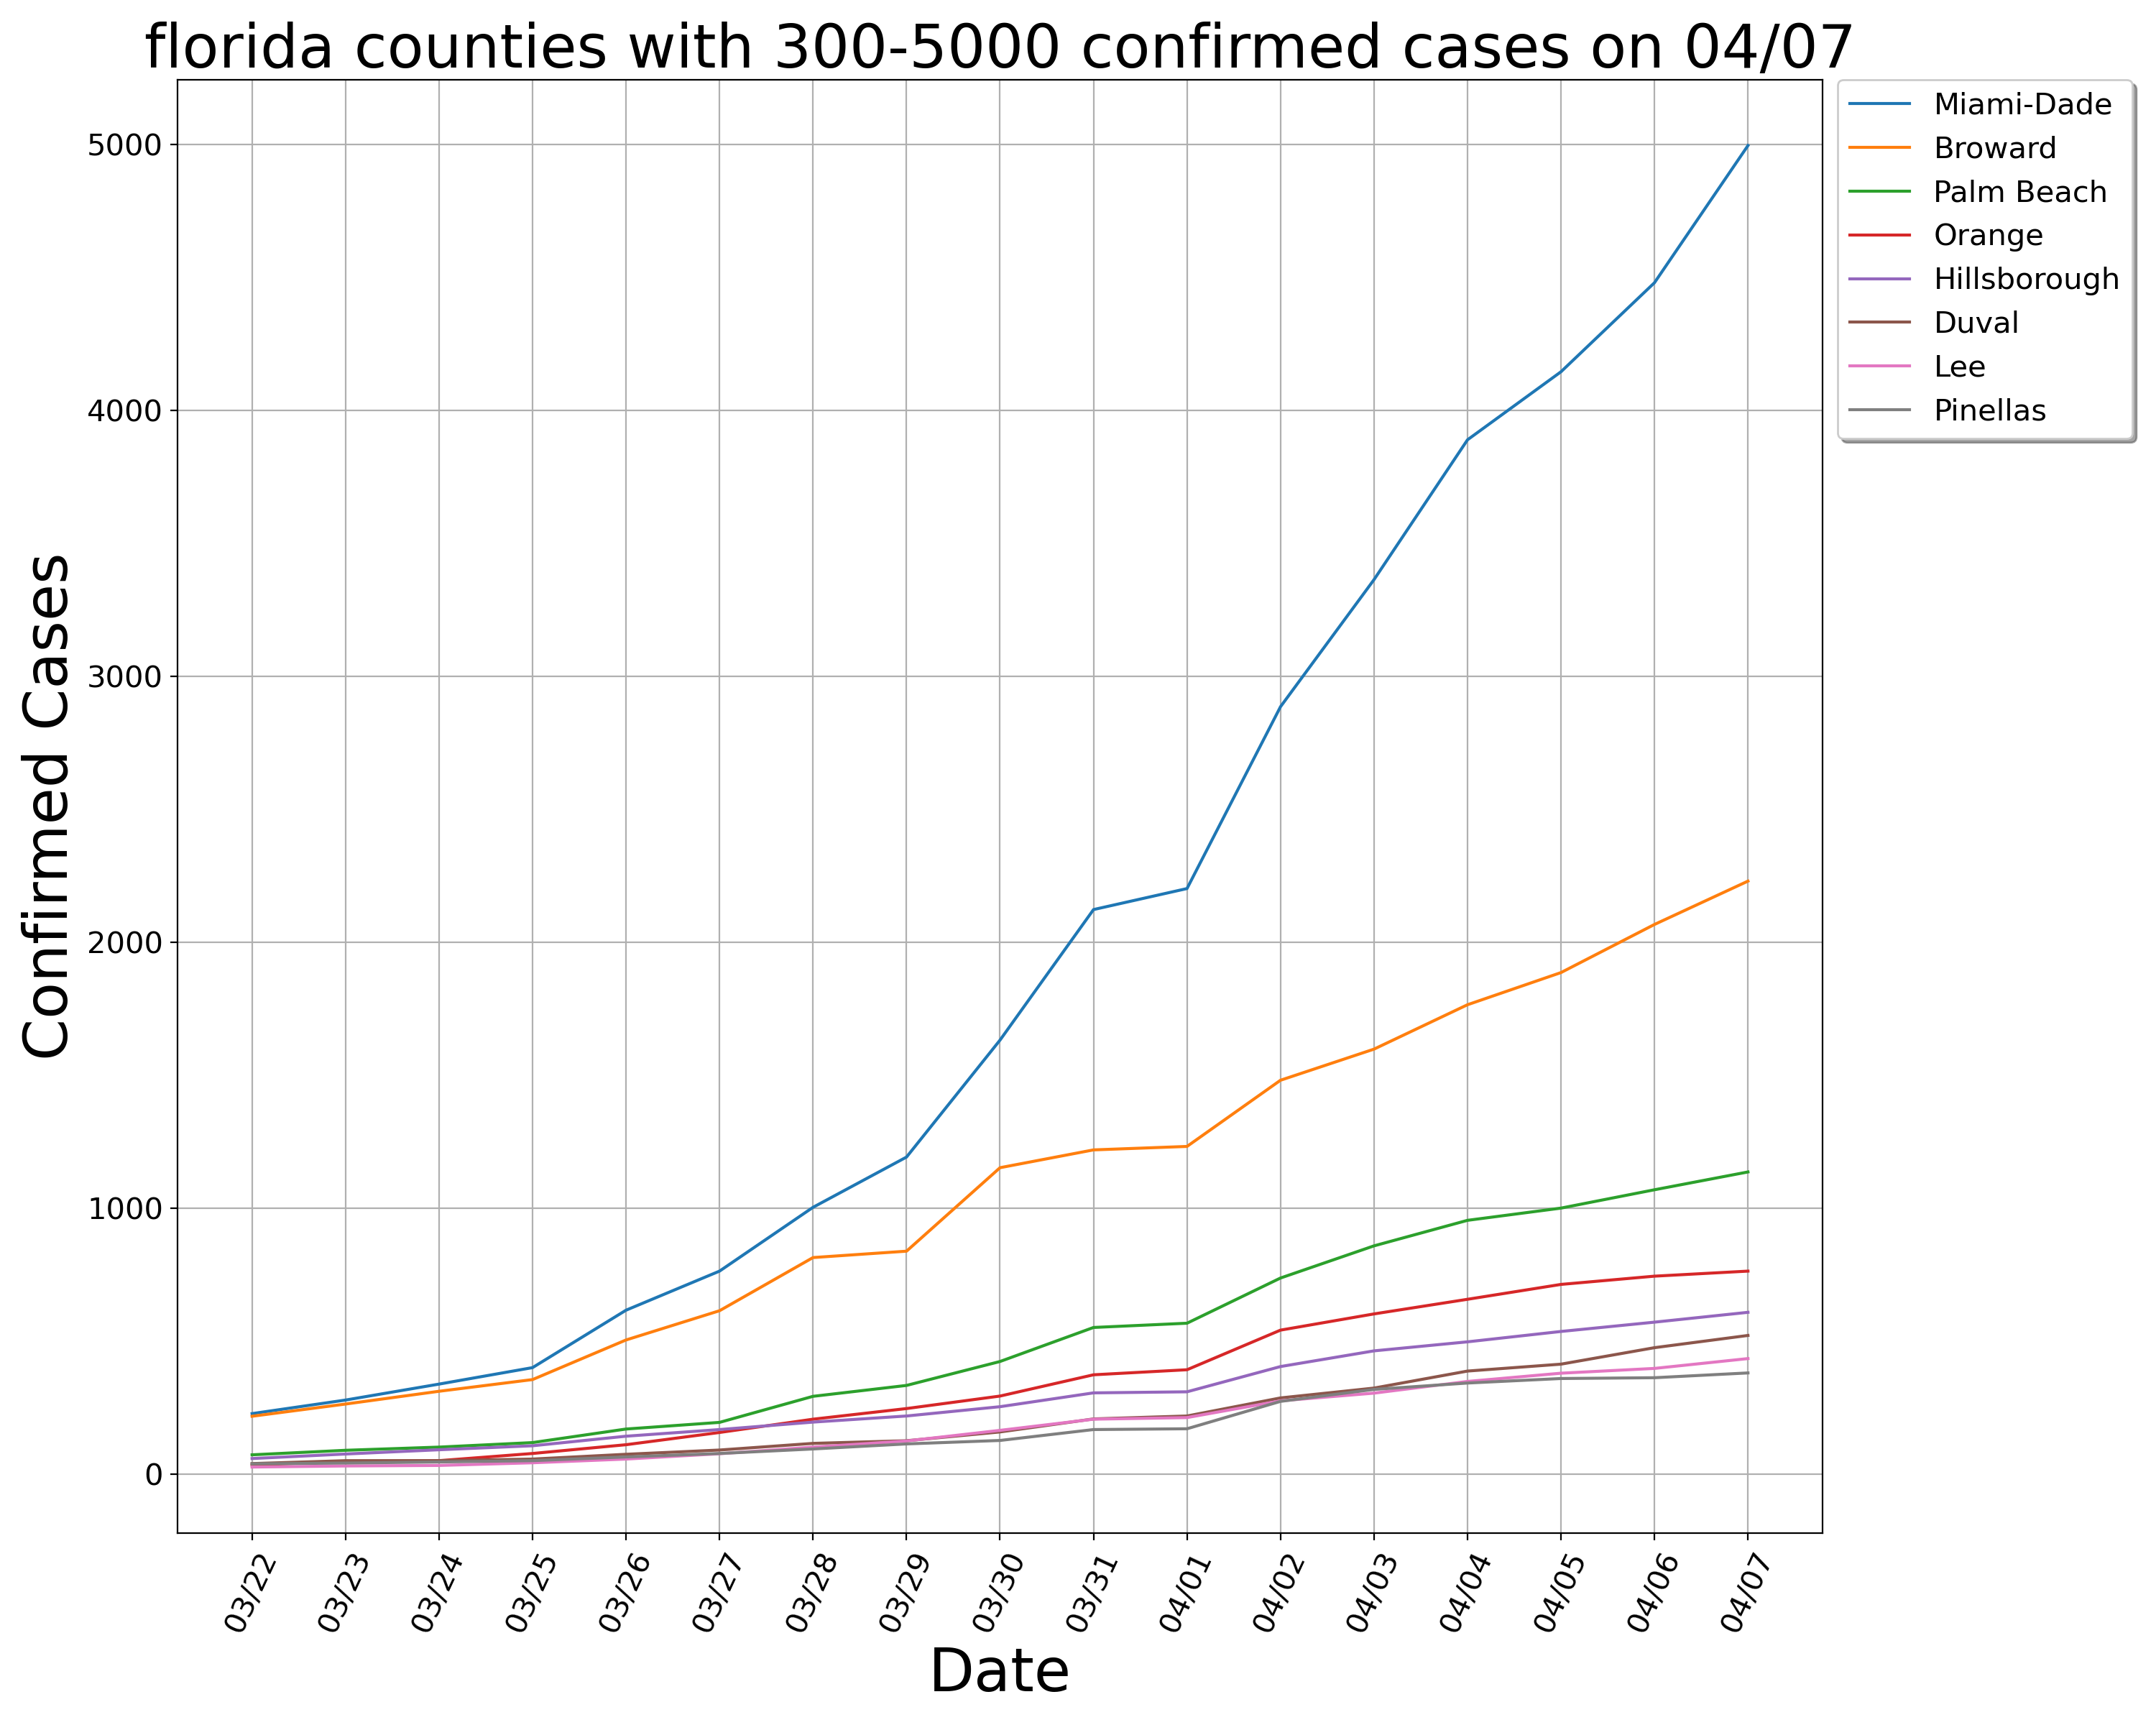 florida counties with 300-5000 confirmed cases on 04/07
Miami-Dade
Broward
Palm Beach
Orange
Hillsborough
Duval
Lee
Pinellas
Confirmed Cases
5000
4000
3000
2000
1000
0
03/22
03/23
03/24
03/25
03/26
03/27
03/28
03/29
03/30
03/31
04/01
04/02
04/03
04/04
04/05
04/06
04/07
Date